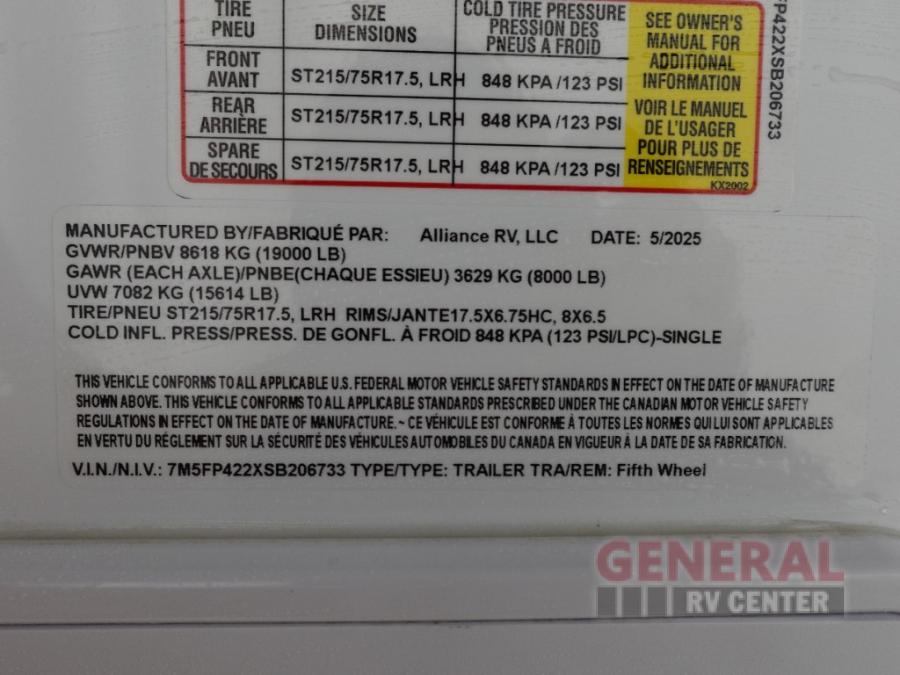 TIRE
PNEU
SIZE
DIMENSIONS
COLD TIRE PRESSURE
PRESSION DES
PNEUS A FROID
SEE OWNER'S
MANUAL FOR
ADDITIONAL
INFORMATION
VOIR LE MANUEL
DE L'USAGER
POUR PLUS DE
RENSEIGNEMENTS
KX2002
FRONT
AVANT
ST215/75R17.5, LRH
848 KPA /123 PSI
REAR
ARRIÈRE
ST215/75R17.5, LRH
848 KPA /123 PSI
SPARE
DE SECOURS
ST215/75R17.5, LRH
848 KPA /123 PSI
FP422XSB206733
MANUFACTURED BY/FABRIQUÉ PAR: Alliance RV, LLC DATE: 5/2025
GVWR/PNBV 8618 KG (19000 LB)
GAWR (EACH AXLE)/PNBE(CHAQUE ESSIEU) 3629 KG (8000 LB)
UVW 7082 KG (15614 LB)
TIRE/PNEU ST215/75R17.5, LRH RIMS/JANTE17.5X6.75HC, 8X6.5
COLD INFL. PRESS/PRESS. DE GONFL. À FROID 848 KPA (123 PSI/LPC)-SINGLE
THIS VEHICLE CONFORMS TO ALL APPLICABLE U.S. FEDERAL MOTOR VEHICLE SAFETY STANDARDS IN EFFECT ON THE DATE OF MANUFACTURE
SHOWN ABOVE. THIS VEHICLE CONFORMS TO ALL APPLICABLE STANDARDS PRESCRIBED UNDER THE CANADIAN MOTOR VEHICLE SAFETY
REGULATIONS IN EFFECT ON THE DATE OF MANUFACTURE. ~ CE VÉHICULE EST CONFORME À TOUTES LES NORMES QUI LUI SONT APPLICABLES
EN VERTU DU RÉGLEMENT SUR LA SÉCURITÉ DES VÉHICULES AUTOMOBILES DU CANADA EN VIGUEUR À LA DATE DE SA FABRICATION.
V.I.N./N.I.V.: 7M5FP422XSB206733 TYPE/TYPE: TRAILER TRA/REM: Fifth Wheel
GENERAL
RV CENTER